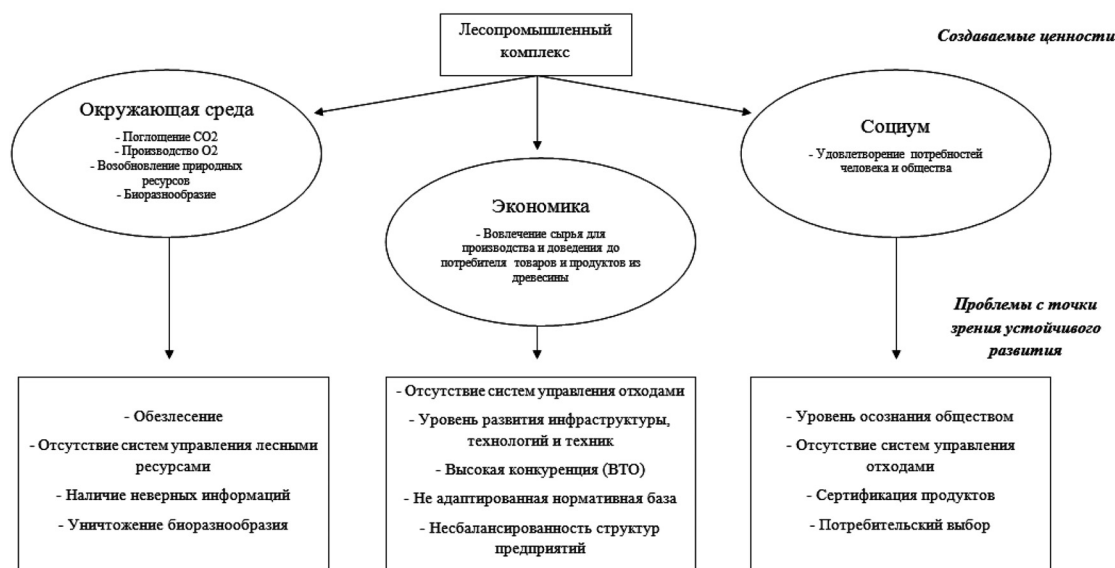 Лесопромышленный
комплекс
Создаваемые ценности
Окружающая среда
- Поглощение СО2
- Производство О2
- Возобновление природных
ресурсов
- Биоразнообразие
Экономика
- Вовлечение сырья для
производства и доведения до
потребителя товаров и продуктов из
древесины
Социум
- Удовлетворение потребностей
человека и общества
Проблемы с точки
зрения устойчивого
развития
- Обезлесение
- Отсутствие систем управления лесными
ресурсами
- Наличие неверных информаций
- Уничтожение биоразнообразия
- Отсутствие систем управления отходами
- Уровень развития инфраструктуры,
технологий и техник
- Высокая конкуренция (ВТО)
- Не адаптированная нормативная база
- Несбалансированность структур
предприятий
- Уровень осознания обществом
- Отсутствие систем управления
отходами
- Сертификация продуктов
- Потребительский выбор